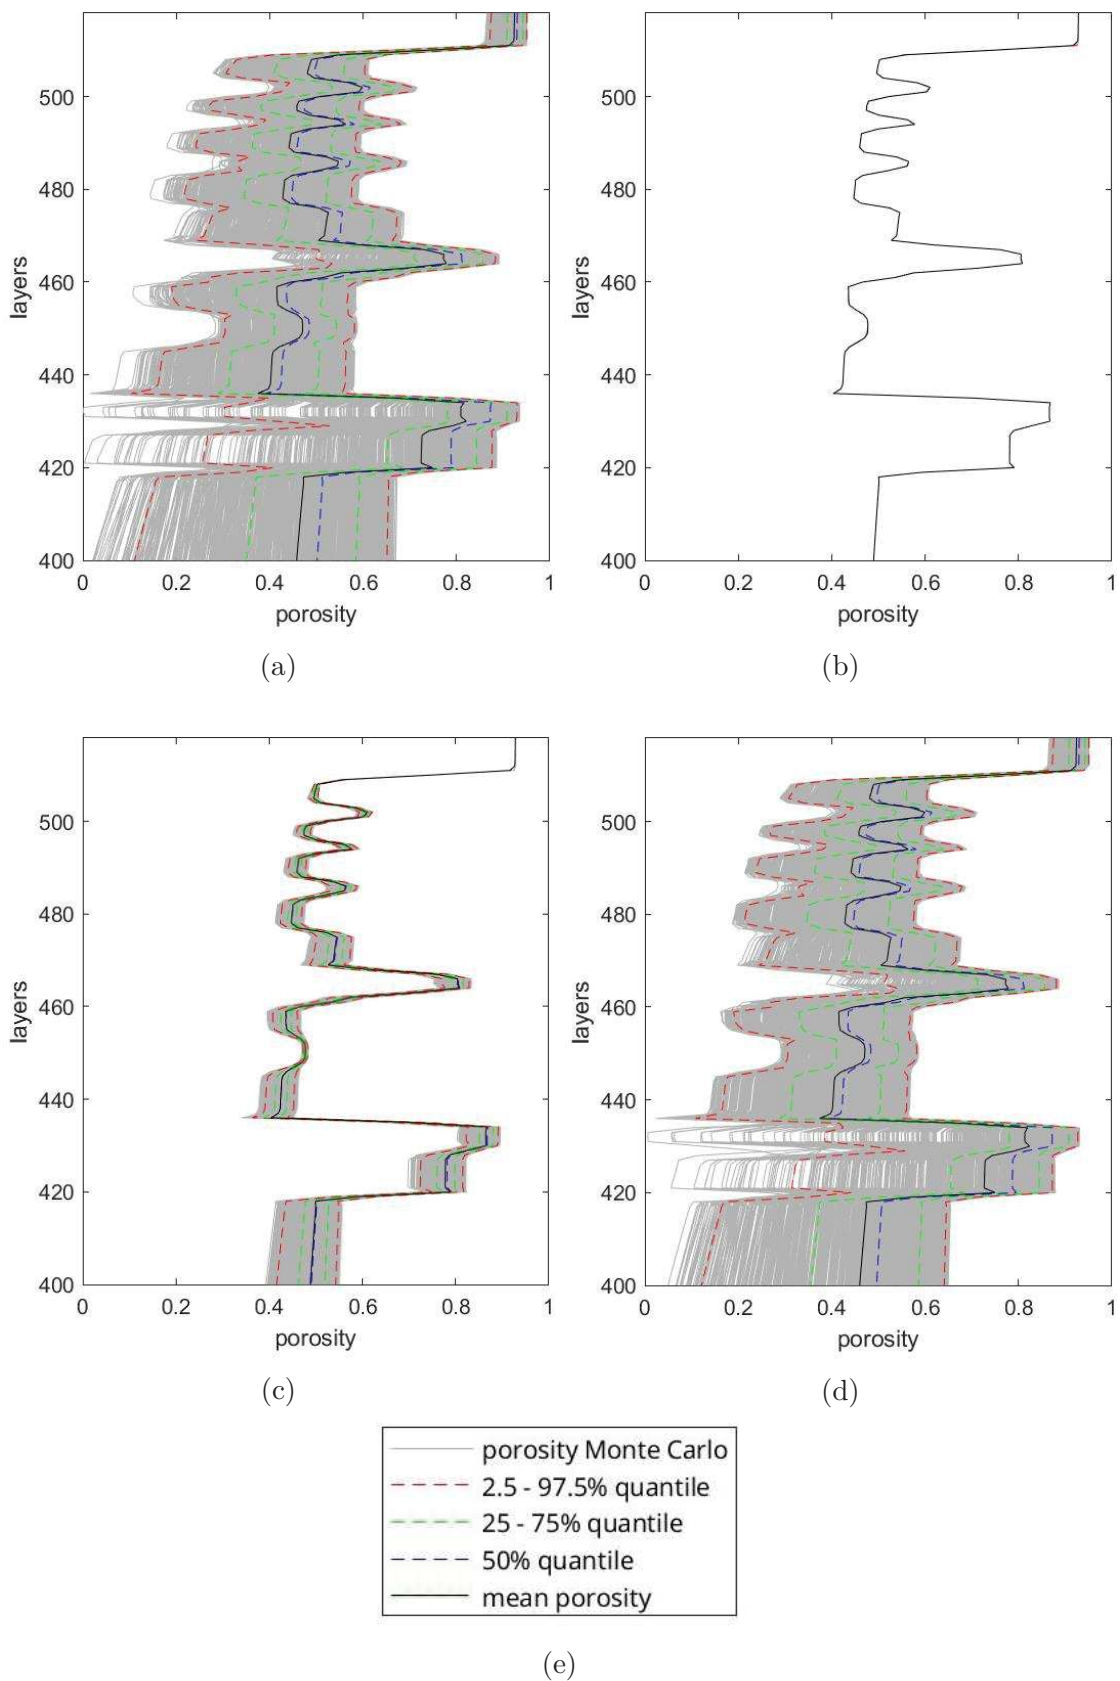 500
480
460
440
420
400
layers
0 0.2 0.4 0.6 0.8 1
porosity
(a)
500
480
460
440
420
400
layers
0 0.2 0.4 0.6 0.8 1
porosity
(b)
500
480
460
440
420
400
layers
0 0.2 0.4 0.6 0.8 1
porosity
(c)
500
480
460
440
420
400
layers
0 0.2 0.4 0.6 0.8 1
porosity
(d)
porosity Monte Carlo
2.5 - 97.5% quantile
25 - 75% quantile
50% quantile
mean porosity
(e)